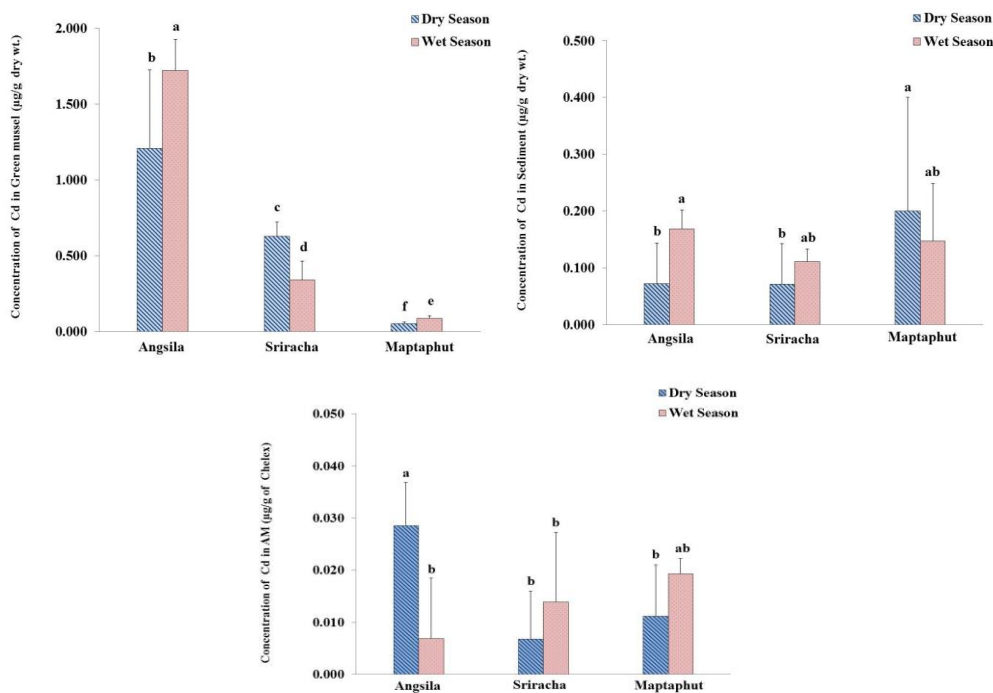 Dry Season
Wet Season
Concentration of Cd in Green mussel (µg/g dry wt.)
2.000
1.500
1.000
0.500
0.000
b
a
c
d
f
e
Angsila
Sriracha
Maptaphut
Dry Season
Wet Season
Concentration of Cd in Sediment (µg/g dry wt.)
0.500
0.400
0.300
0.200
0.100
0.000
b
a
b
ab
a
ab
Angsila
Sriracha
Maptaphut
Dry Season
Wet Season
Concentration of Cd in AM (µg/g of Chelex)
0.050
0.040
0.030
0.020
0.010
0.000
a
b
b
b
b
ab
Angsila
Sriracha
Maptaphut